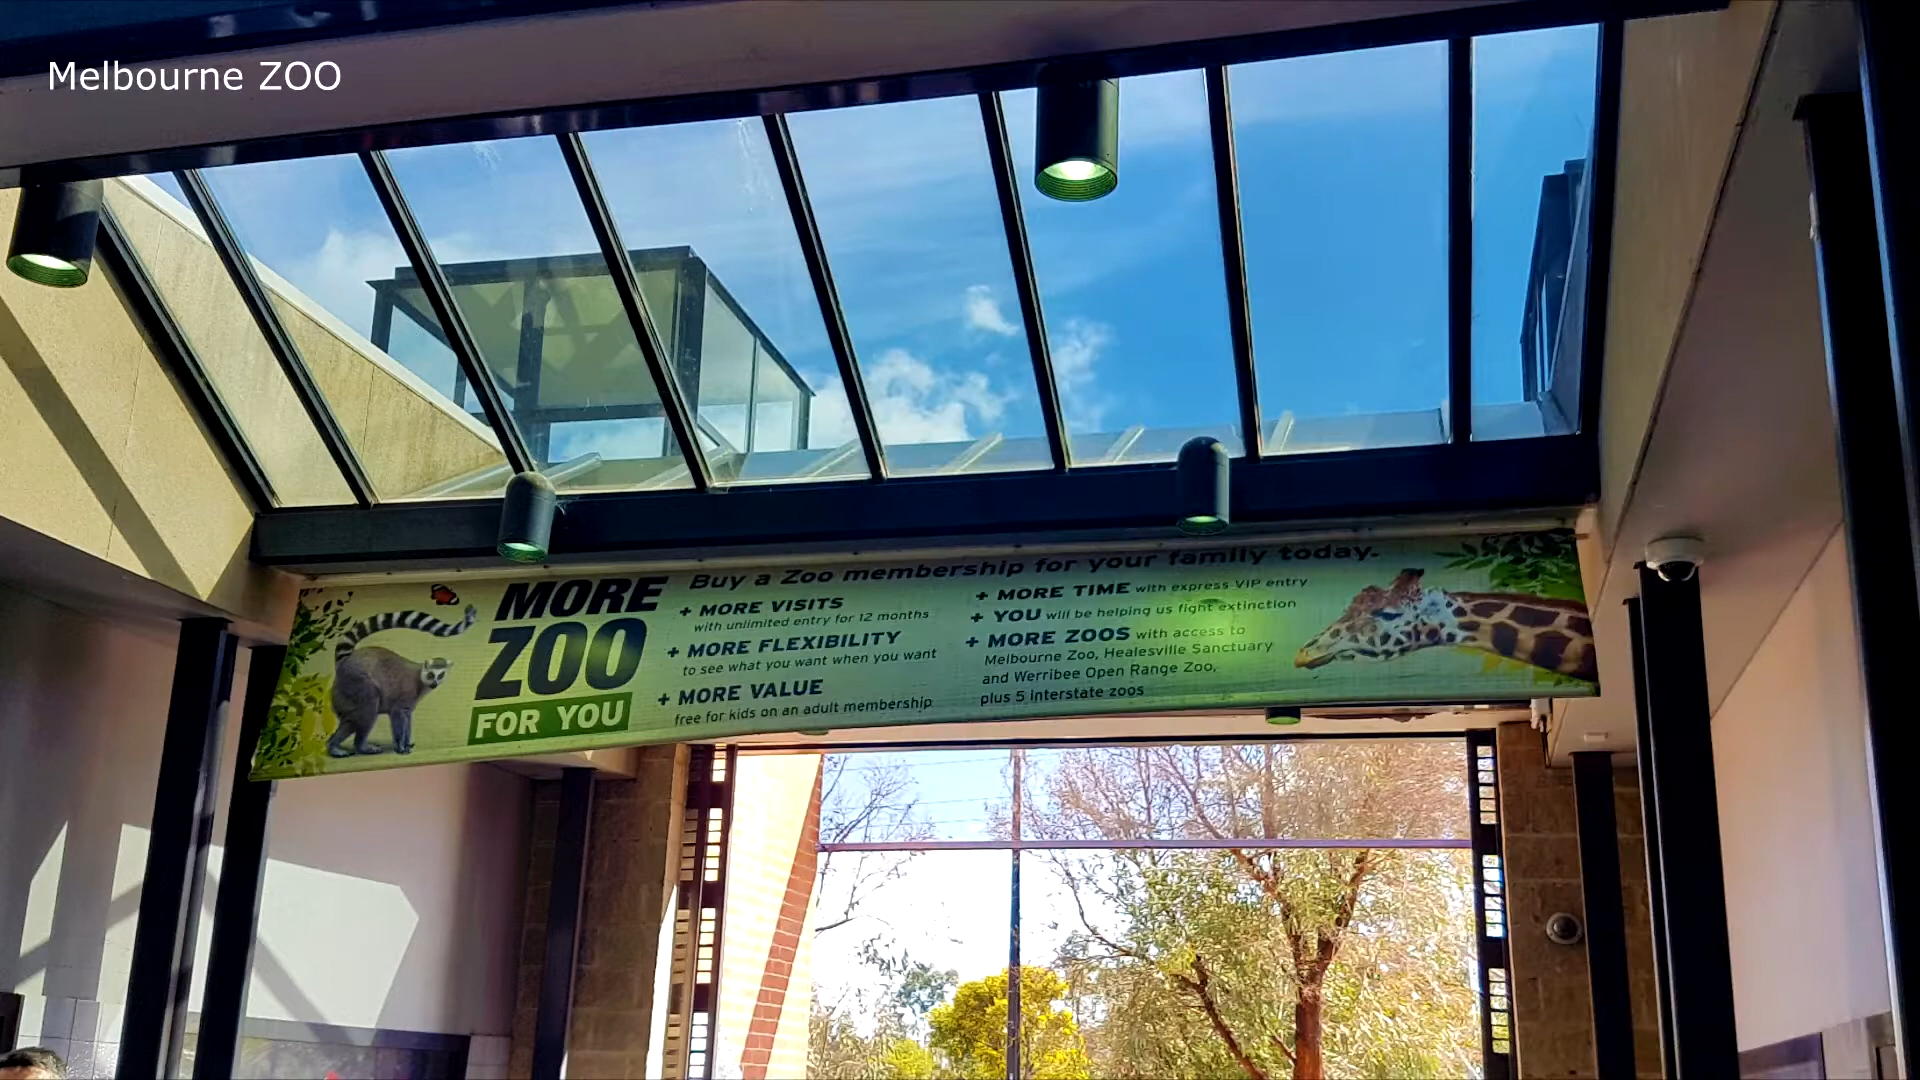 Melbourne ZOO
MORE
ZOO
FOR YOU
Buy a Zoo membership for your family today.
+ MORE VISITS
with unlimited entry for 12 months
+ MORE FLEXIBILITY
to see what you want when you want
+ MORE VALUE
free for kids on an adult membership
+ MORE TIME with express VIP entry
+ YOU will be helping us fight extinction
+ MORE ZOOS with access to
Melbourne Zoo, Healesville Sanctuary
and Werribee Open Range Zoo,
plus 5 interstate zoos